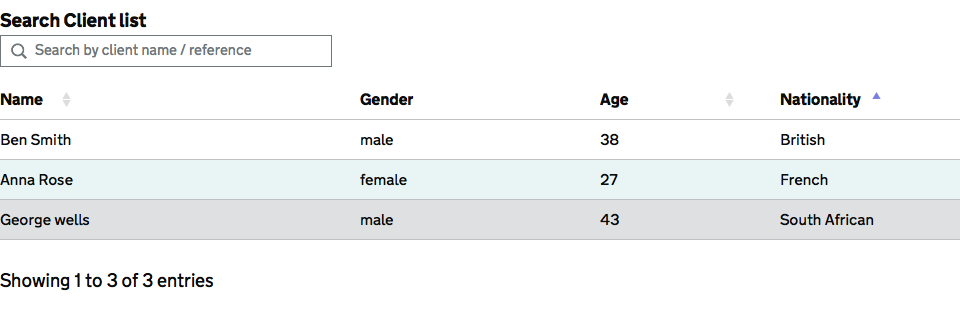 Search Client list
Search by client name / reference
Name Gender Age Nationality
Ben Smith male 38 British
Anna Rose female 27 French
George wells male 43 South African
Showing 1 to 3 of 3 entries